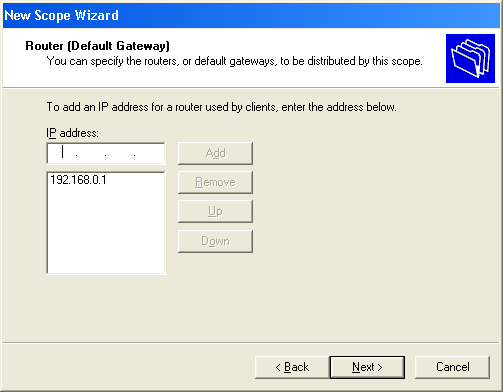 New Scope Wizard
Router (Default Gateway)
You can specify the routers, or default gateways, to be distributed by this scope.
To add an IP address for a router used by clients, enter the address below.
IP address:
. . .
Add
192.168.0.1
Remove
Up
Down
< Back
Next >
Cancel